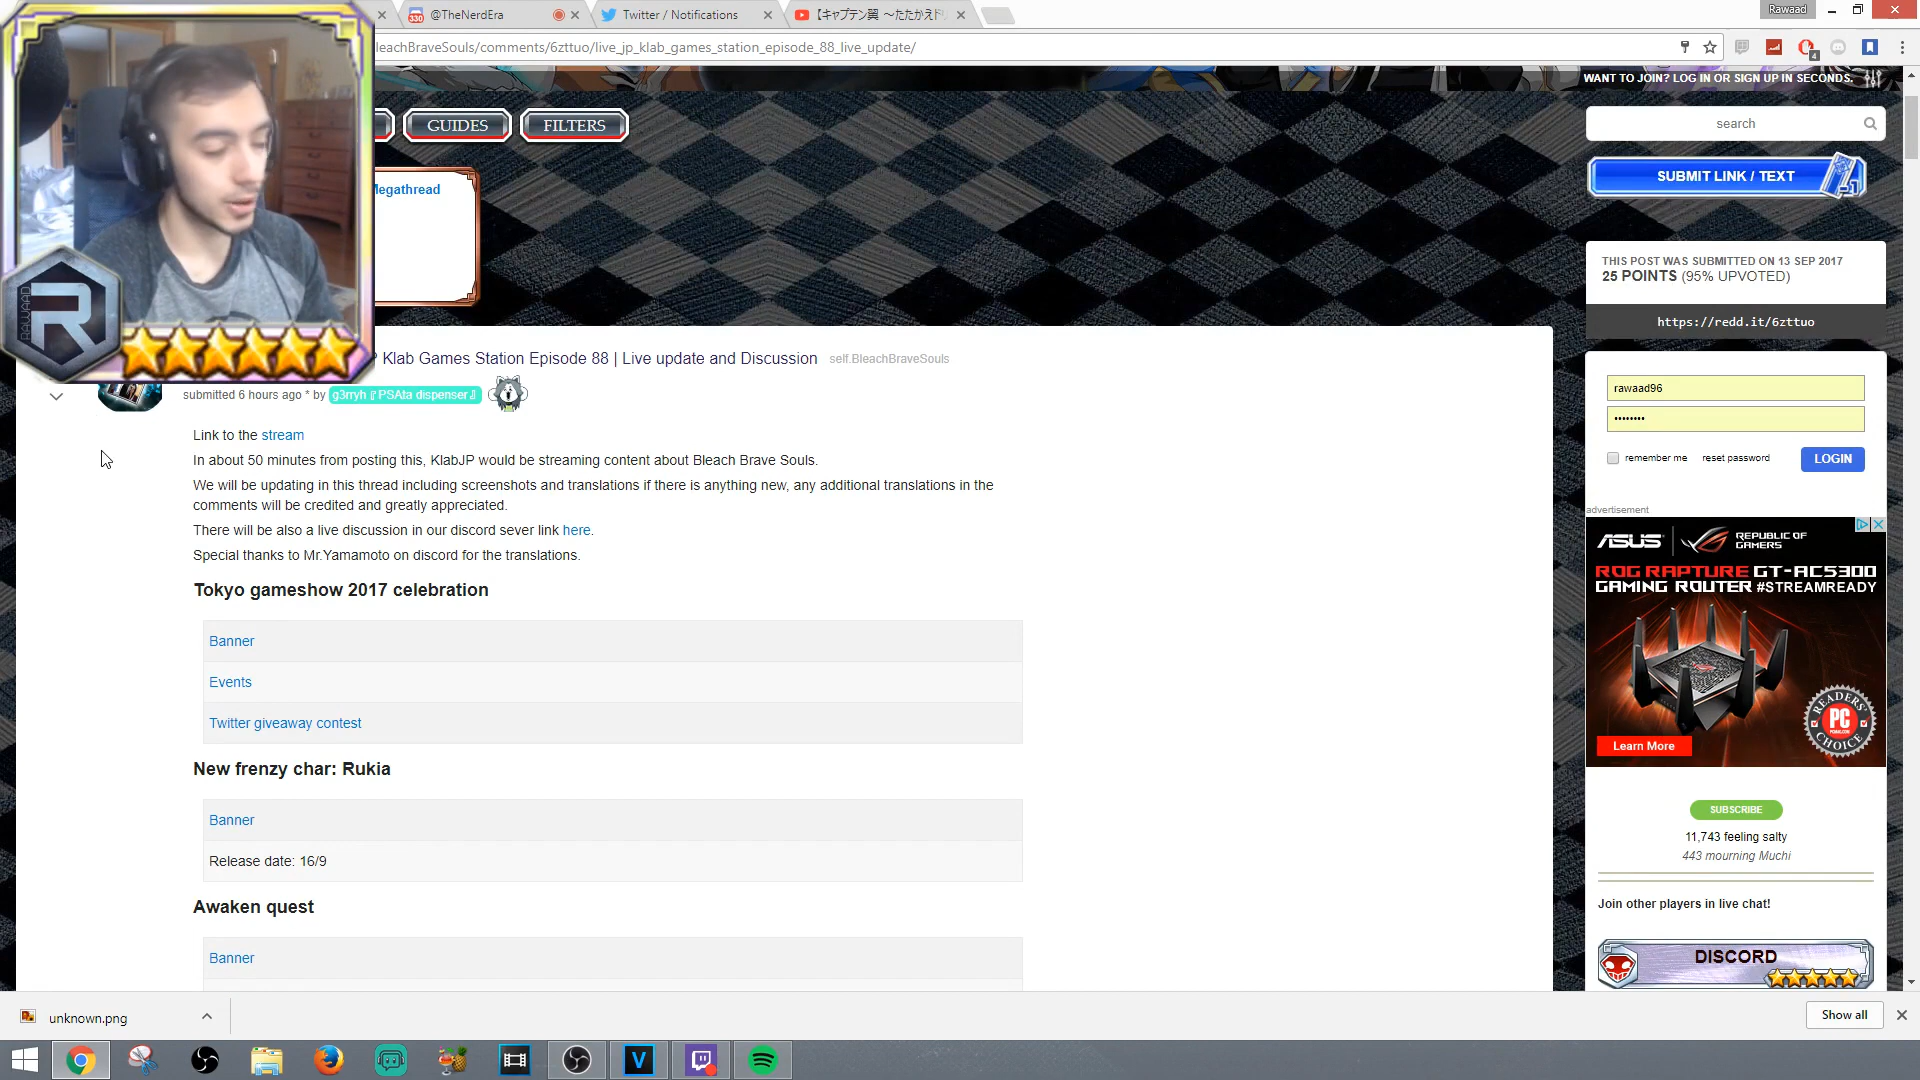 @TheNerdEra
Twitter / Notifications
【キャプテン翼 ～たたかえド
Rawaad
leachBraveSouls/comments/6zttuo/live_jp_klab_games_station_episode_88_live_update/
WANT TO JOIN? LOG IN OR SIGN UP IN SECONDS.
GUIDES
FILTERS
search
SUBMIT LINK / TEXT
Megathread
THIS POST WAS SUBMITTED ON 13 SEP 2017
25 POINTS (95% UPVOTED)
https://redd.it/6zttuo
R
RAWAAD
Klab Games Station Episode 88 | Live update and Discussion self.BleachBraveSouls
submitted 6 hours ago * by g3rryh『PSAta dispenser』
rawaad96
••••••••
remember me reset password LOGIN
Link to the stream
In about 50 minutes from posting this, KlabJP would be streaming content about Bleach Brave Souls.
We will be updating in this thread including screenshots and translations if there is anything new, any additional translations in the
comments will be credited and greatly appreciated.
There will be also a live discussion in our discord sever link here.
Special thanks to Mr.Yamamoto on discord for the translations.
Tokyo gameshow 2017 celebration
Banner
Events
Twitter giveaway contest
New frenzy char: Rukia
Banner
Release date: 16/9
Awaken quest
Banner
advertisement
ASUS REPUBLIC OF
GAMERS
ROG RAPTURE GT-AC5300
GAMING ROUTER #STREAMREADY
READERS'
PC
CHOICE
Learn More
SUBSCRIBE
11,743 feeling salty
443 mourning Muchi
Join other players in live chat!
DISCORD
unknown.png
Show all